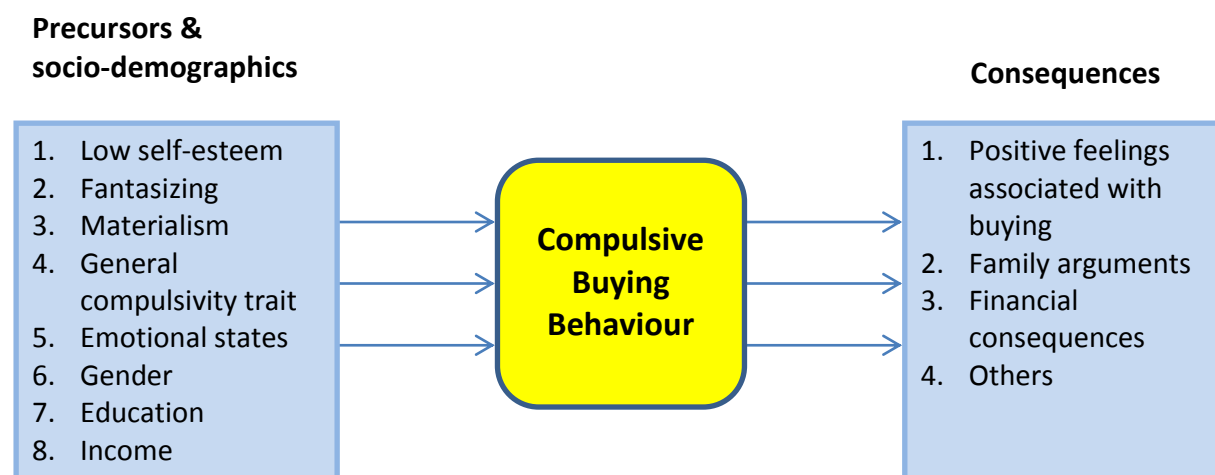 Precursors &
socio-demographics
1. Low self-esteem
2. Fantasizing
3. Materialism
4. General
compulsivity trait
5. Emotional states
6. Gender
7. Education
8. Income
Compulsive
Buying
Behaviour
Consequences
1. Positive feelings
associated with
buying
2. Family arguments
3. Financial
consequences
4. Others